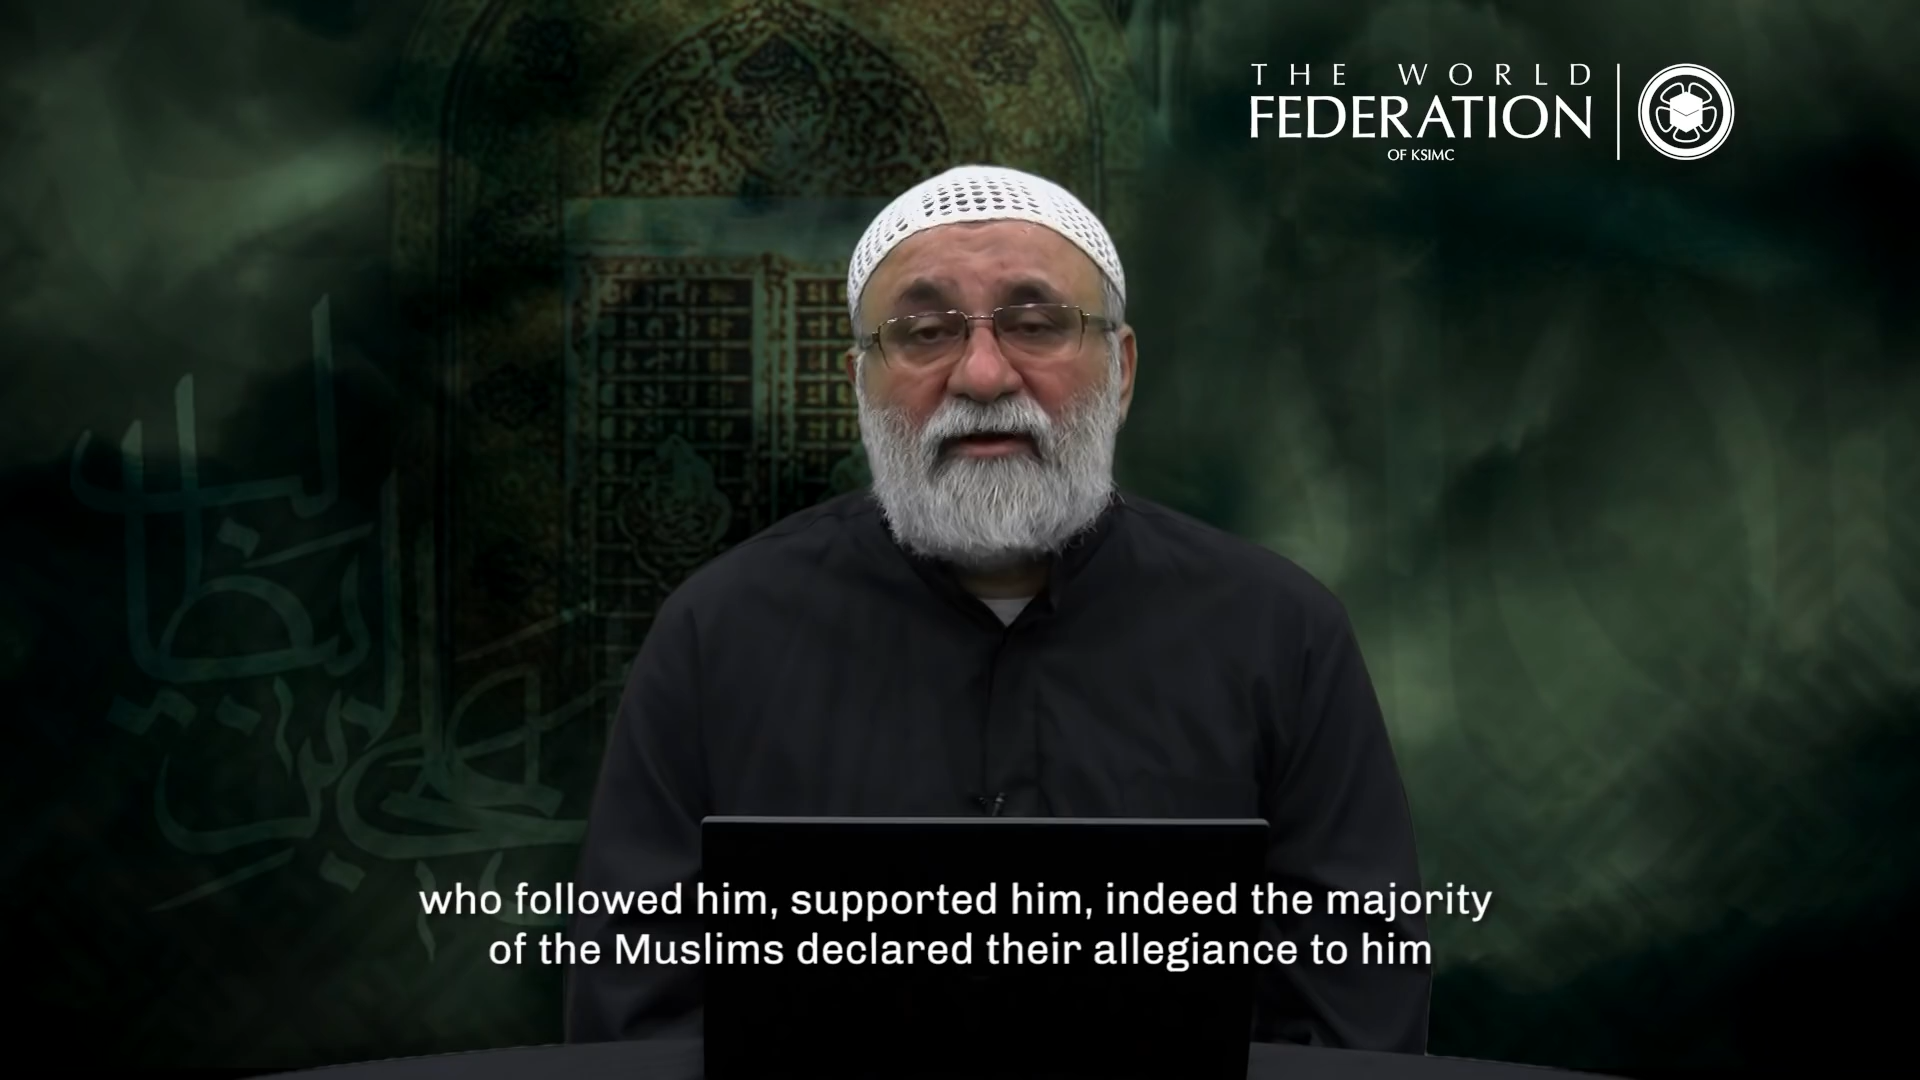 THE WORLD
FEDERATION
OF KSIMC
who followed him, supported him, indeed the majority
of the Muslims declared their allegiance to him